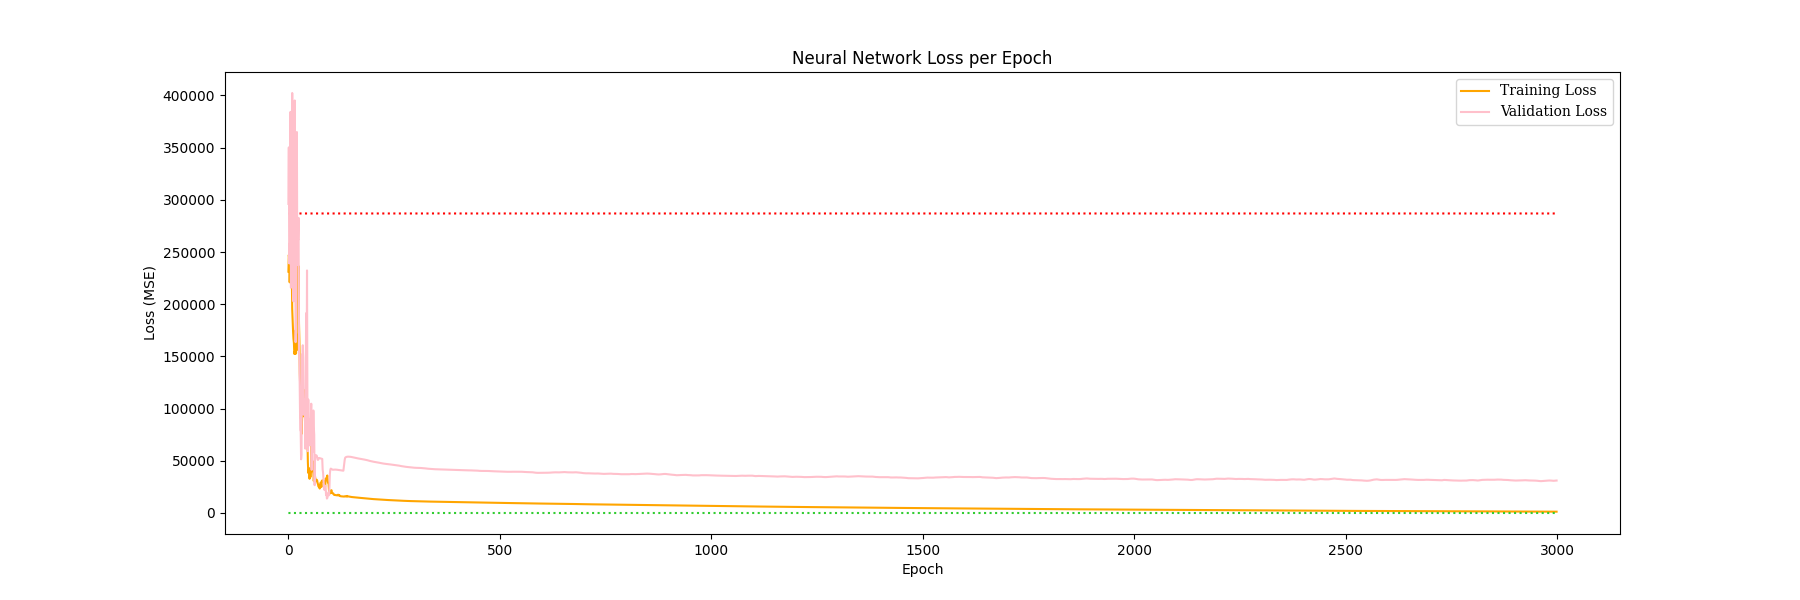 Neural Network Loss per Epoch
Training Loss
Validation Loss
Loss (MSE)
400000
350000
300000
250000
200000
150000
100000
50000
0
0 500 1000 1500 2000 2500 3000
Epoch